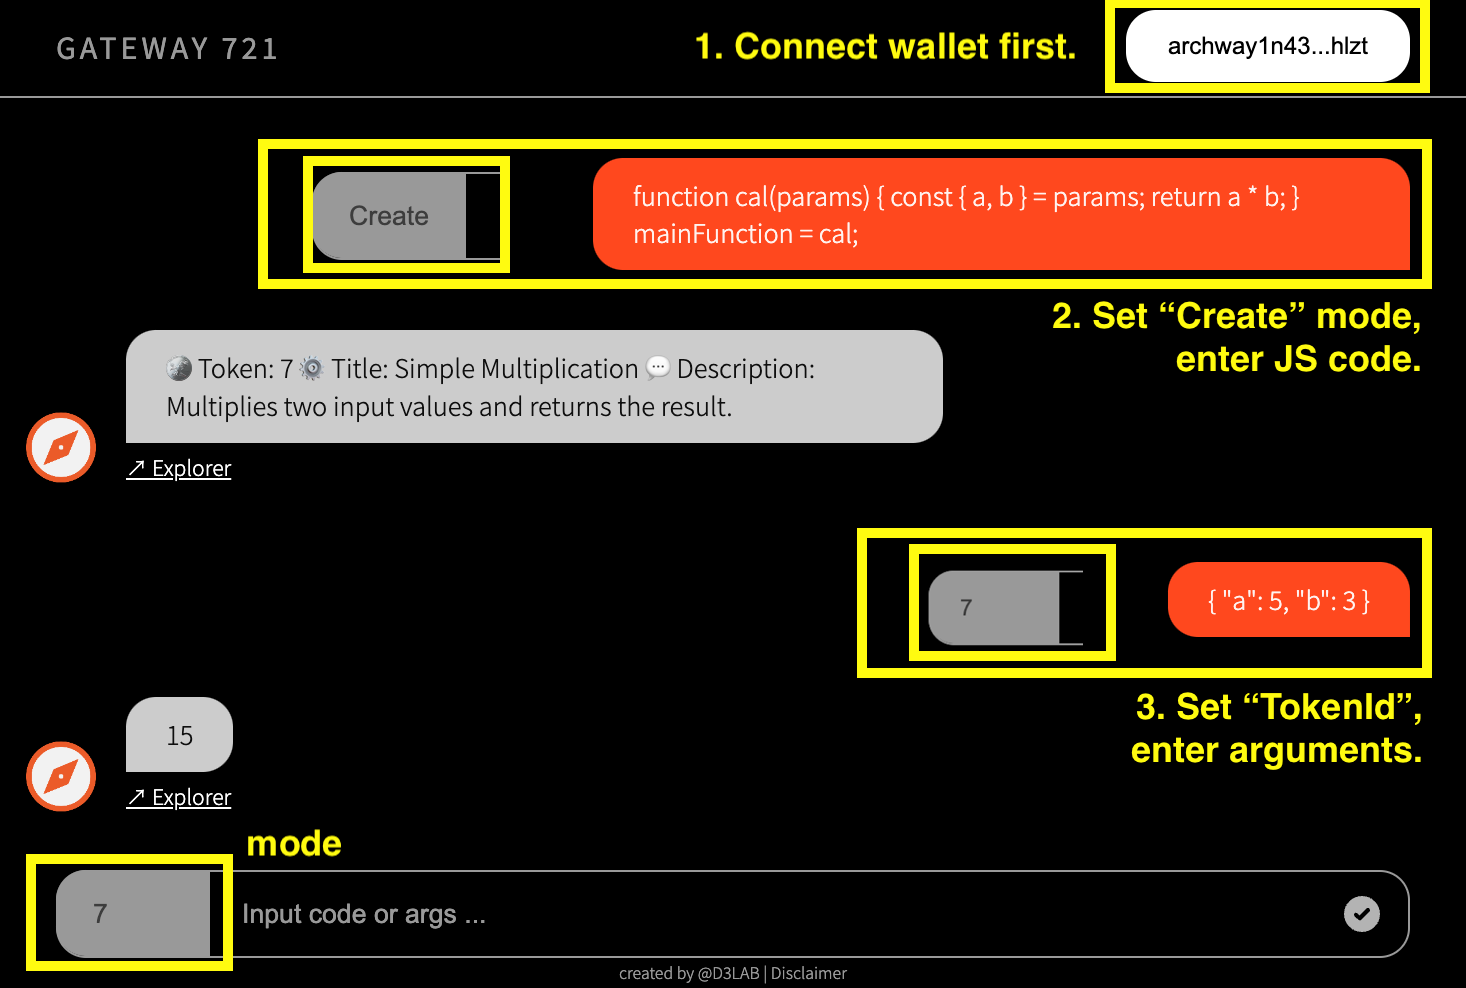 GATEWAY 721
1. Connect wallet first.
archway1n43...hlzt
Create
function cal(params) { const { a, b } = params; return a * b; }
mainFunction = cal;
2. Set “Create” mode,
enter JS code.
Token: 7 Title: Simple Multiplication Description:
Multiplies two input values and returns the result.
↗ Explorer
7
{ "a": 5, "b": 3 }
3. Set “TokenId”,
enter arguments.
15
↗ Explorer
mode
7
Input code or args ...
created by @D3LAB | Disclaimer